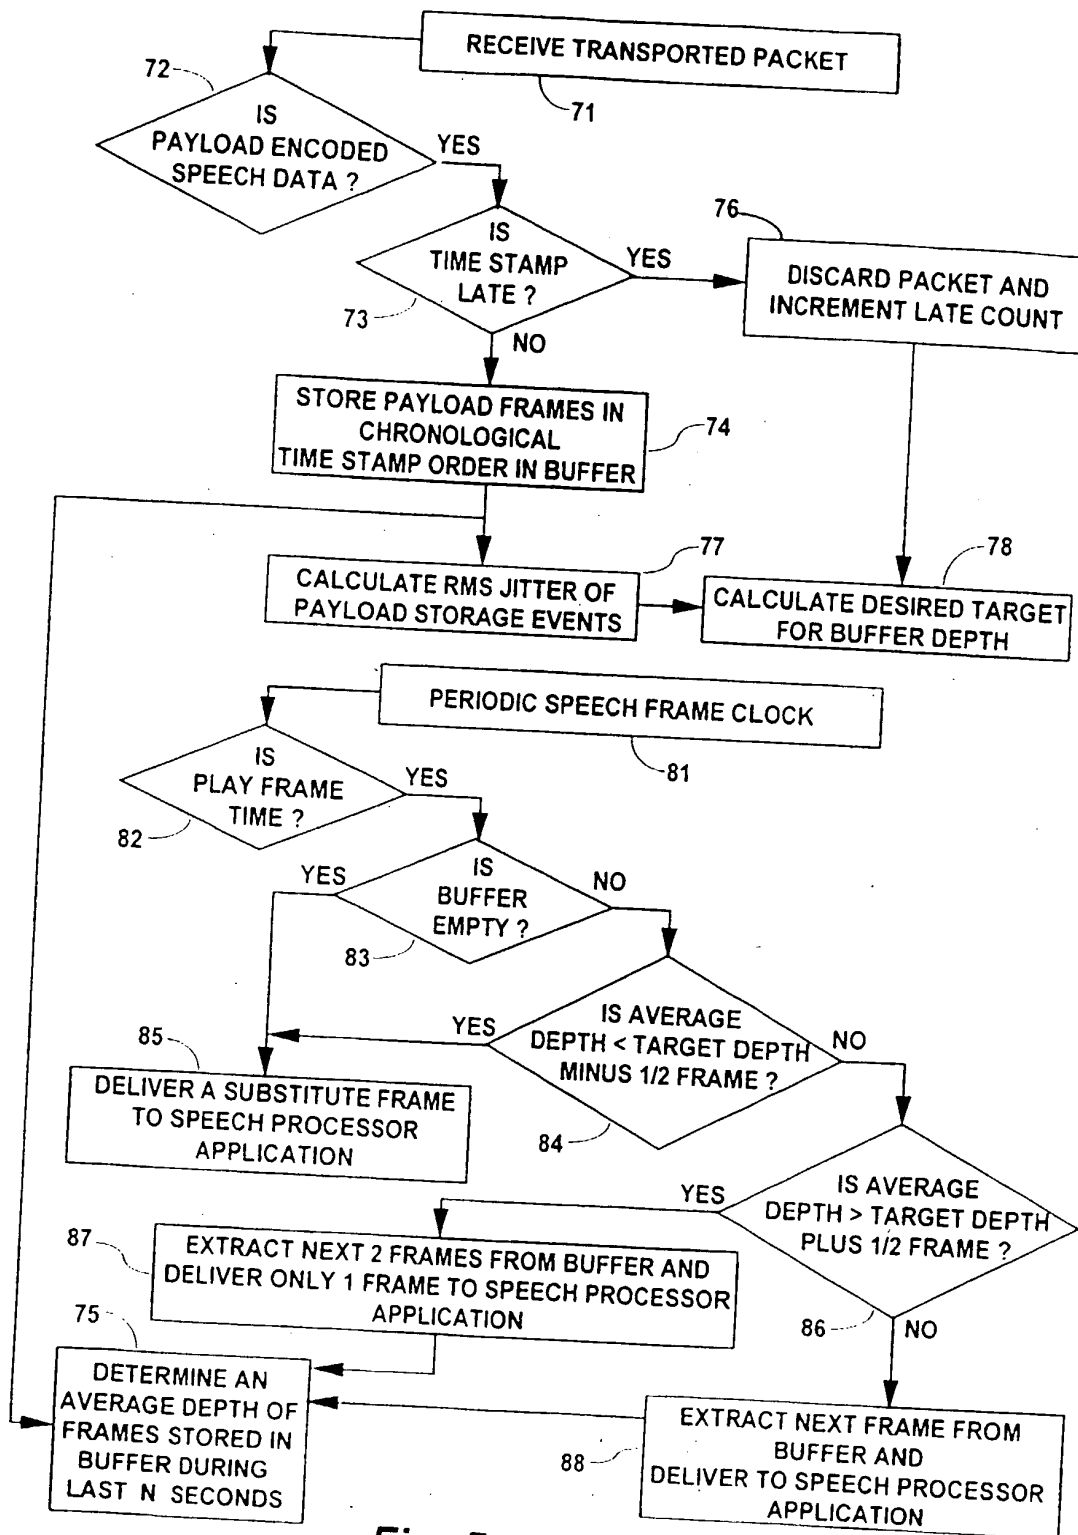 RECEIVE TRANSPORTED PACKET
71
72
IS
PAYLOAD ENCODED
SPEECH DATA ?
YES
IS
TIME STAMP
LATE ?
73
YES
NO
76
DISCARD PACKET AND
INCREMENT LATE COUNT
STORE PAYLOAD FRAMES IN
CHRONOLOGICAL
TIME STAMP ORDER IN BUFFER
74
CALCULATE RMS JITTER OF
PAYLOAD STORAGE EVENTS
77
CALCULATE DESIRED TARGET
FOR BUFFER DEPTH
78
PERIODIC SPEECH FRAME CLOCK
81
IS
PLAY FRAME
TIME ?
82
YES
IS
BUFFER
EMPTY ?
83
YES
NO
IS AVERAGE
DEPTH < TARGET DEPTH
MINUS 1/2 FRAME ?
84
YES
NO
85
DELIVER A SUBSTITUTE FRAME
TO SPEECH PROCESSOR
APPLICATION
IS AVERAGE
DEPTH > TARGET DEPTH
PLUS 1/2 FRAME ?
86
YES
NO
87
EXTRACT NEXT 2 FRAMES FROM BUFFER AND
DELIVER ONLY 1 FRAME TO SPEECH PROCESSOR
APPLICATION
75
DETERMINE AN
AVERAGE DEPTH OF
FRAMES STORED IN
BUFFER DURING
LAST N SECONDS
88
EXTRACT NEXT FRAME FROM
BUFFER AND
DELIVER TO SPEECH PROCESSOR
APPLICATION